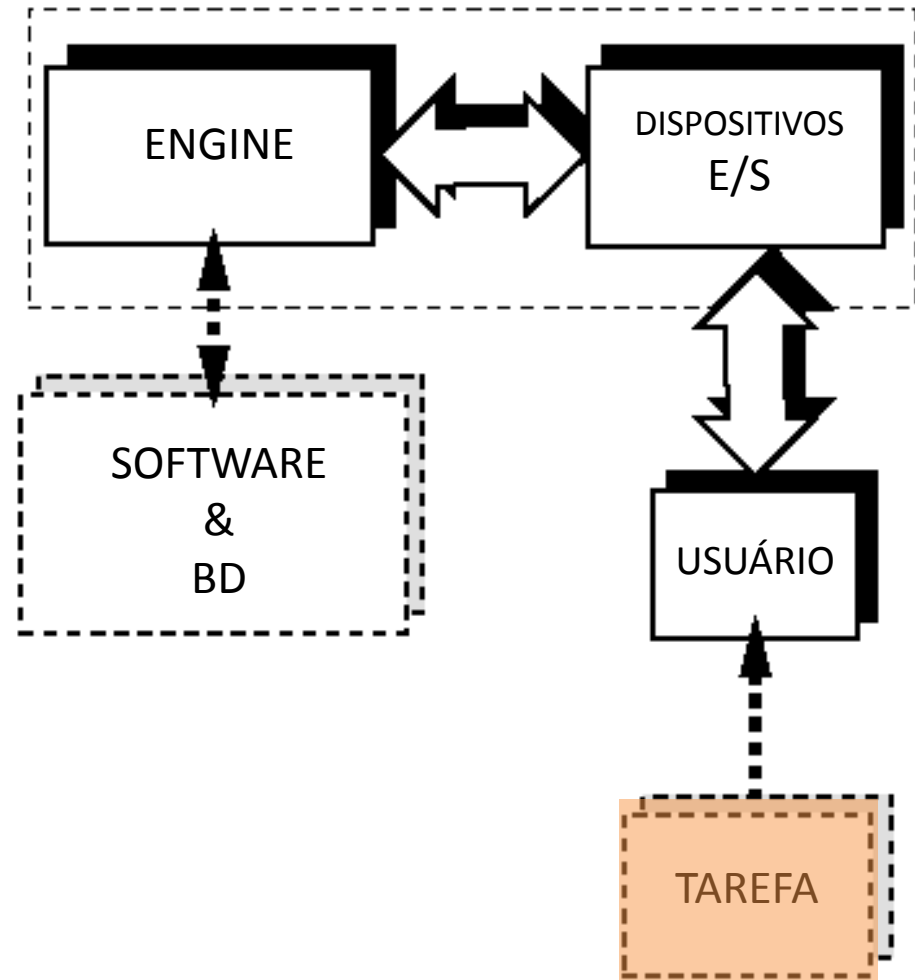 ENGINE
DISPOSITIVOS
E/S
SOFTWARE
&
BD
USUÁRIO
TAREFA